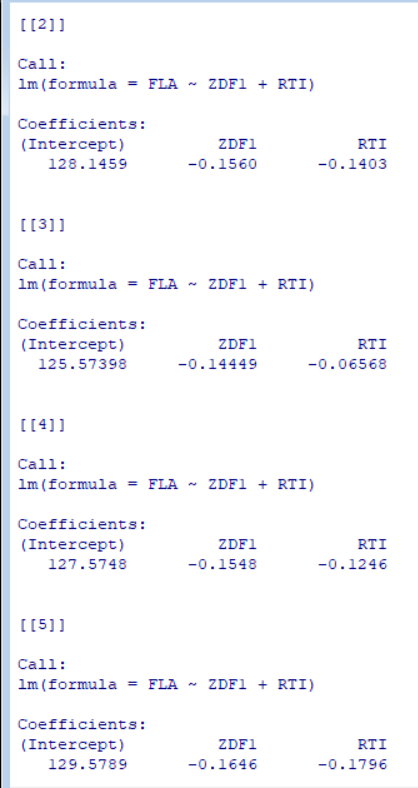 [[2]]
Call:
lm(formula = FLA ~ ZDF1 + RTI)
Coefficients:
(Intercept) ZDF1 RTI
128.1459 -0.1560 -0.1403
[[3]]
Call:
lm(formula = FLA ~ ZDF1 + RTI)
Coefficients:
(Intercept) ZDF1 RTI
125.57398 -0.14449 -0.06568
[[4]]
Call:
lm(formula = FLA ~ ZDF1 + RTI)
Coefficients:
(Intercept) ZDF1 RTI
127.5748 -0.1548 -0.1246
[[5]]
Call:
lm(formula = FLA ~ ZDF1 + RTI)
Coefficients:
(Intercept) ZDF1 RTI
129.5789 -0.1646 -0.1796